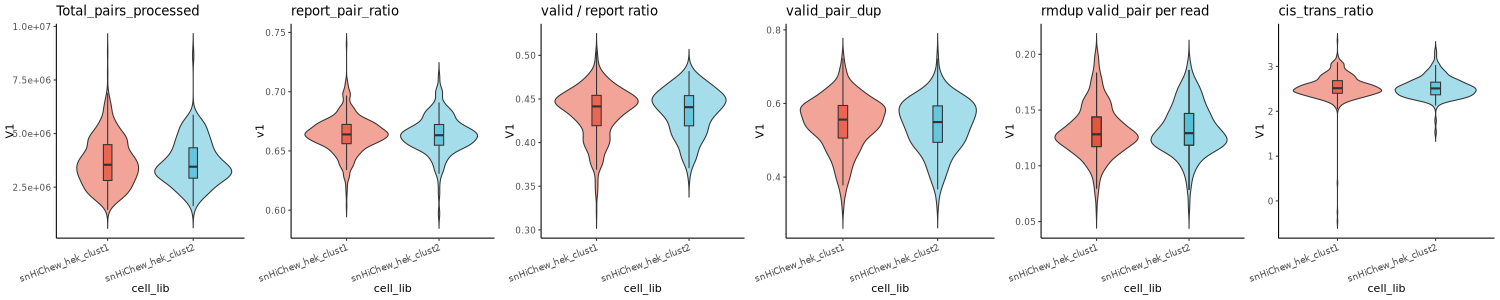 Total_pairs_processed
V1
1.0e+07
7.5e+06
5.0e+06
2.5e+06
snHiChew_hek_clust1
snHiChew_hek_clust2
cell_lib
report_pair_ratio
V1
0.75
0.70
0.65
0.60
snHiChew_hek_clust1
snHiChew_hek_clust2
cell_lib
valid / report ratio
V1
0.50
0.45
0.40
0.35
0.30
snHiChew_hek_clust1
snHiChew_hek_clust2
cell_lib
valid_pair_dup
V1
0.8
0.6
0.4
snHiChew_hek_clust1
snHiChew_hek_clust2
cell_lib
rmdup valid_pair per read
V1
0.20
0.15
0.10
0.05
snHiChew_hek_clust1
snHiChew_hek_clust2
cell_lib
cis_trans_ratio
V1
3
2
1
0
snHiChew_hek_clust1
snHiChew_hek_clust2
cell_lib